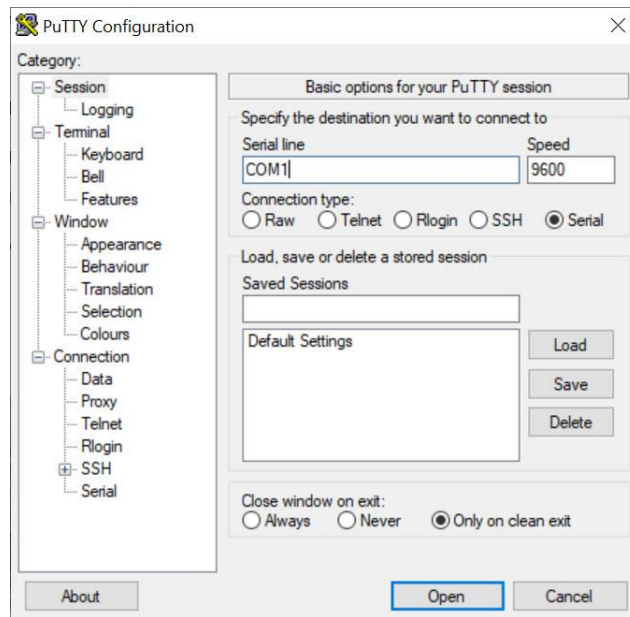 PuTTY Configuration
Category:
Session
Logging
Terminal
Keyboard
Bell
Features
Window
Appearance
Behaviour
Translation
Selection
Colours
Connection
Data
Proxy
Telnet
Rlogin
SSH
Serial
Basic options for your PuTTY session
Specify the destination you want to connect to
Serial line Speed
COM1 9600
Connection type:
Raw Telnet Rlogin SSH Serial
Load, save or delete a stored session
Saved Sessions
Default Settings
Load
Save
Delete
Close window on exit:
Always Never Only on clean exit
About Open Cancel